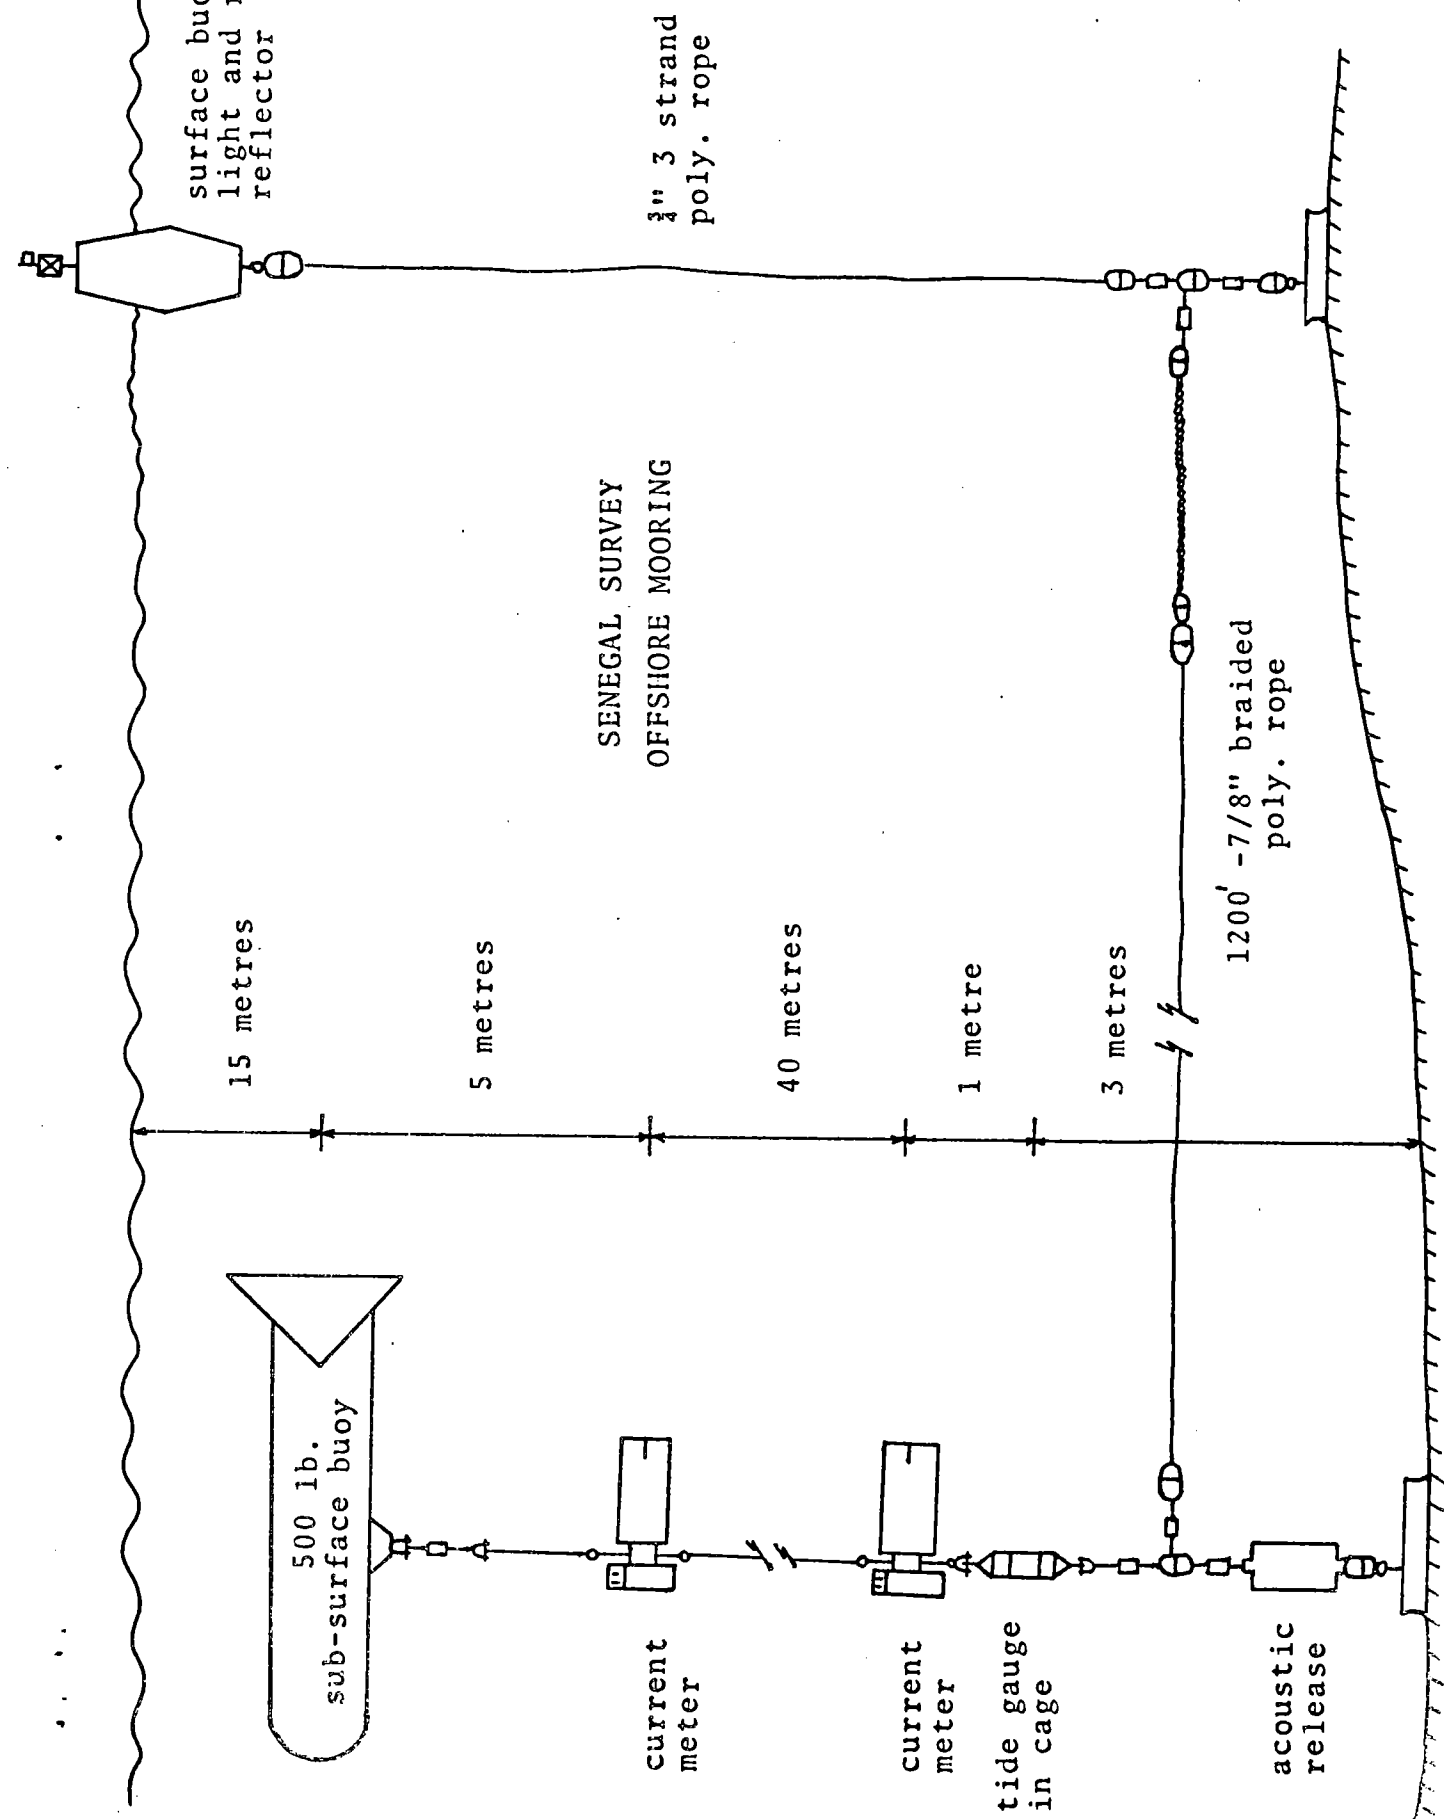 surface
light and
reflector
¾" 3 strand
poly. rope
SENEGAL SURVEY
OFFSHORE MOORING
15 metres
5 metres
40 metres
1 metre
3 metres
1200' -7/8" braided
poly. rope
500 lb.
sub-surface buoy
current
meter
current
meter
tide gauge
in cage
acoustic
release